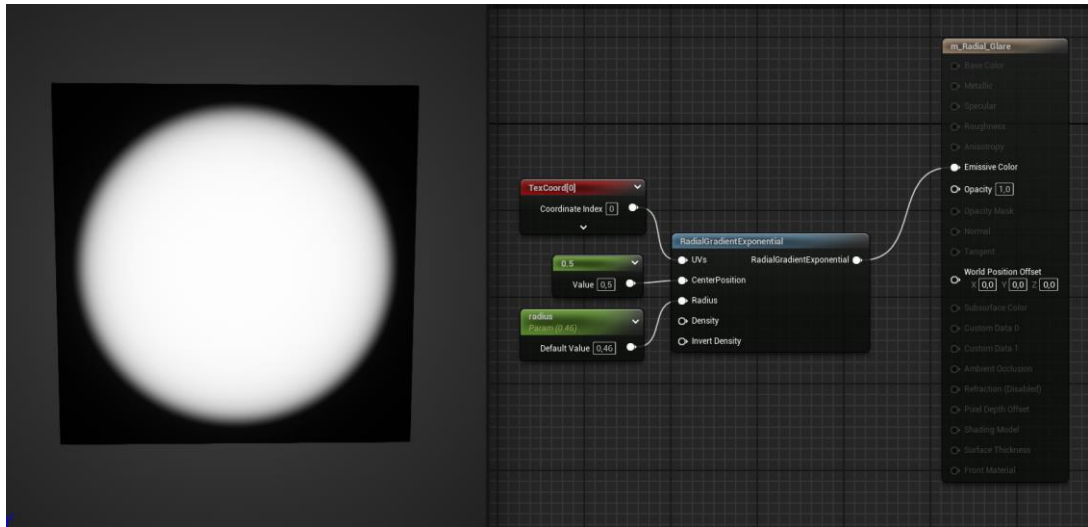 m_Radial_Glare
Base Color
Metallic
Specular
Roughness
Anisotropy
Emissive Color
Opacity 1,0
Opacity Mask
Normal
Tangent
World Position Offset
X 0,0 Y 0,0 Z 0,0
Subsurface Color
Custom Data 0
Custom Data 1
Ambient Occlusion
Refraction (Disabled)
Pixel Depth Offset
Shading Model
Surface Thickness
Front Material
TexCoord[0]
Coordinate Index 0
0.5
Value 0,5
radius
Param (0.46)
Default Value 0,46
RadialGradientExponential
UVs RadialGradientExponential
CenterPosition
Radius
Density
Invert Density